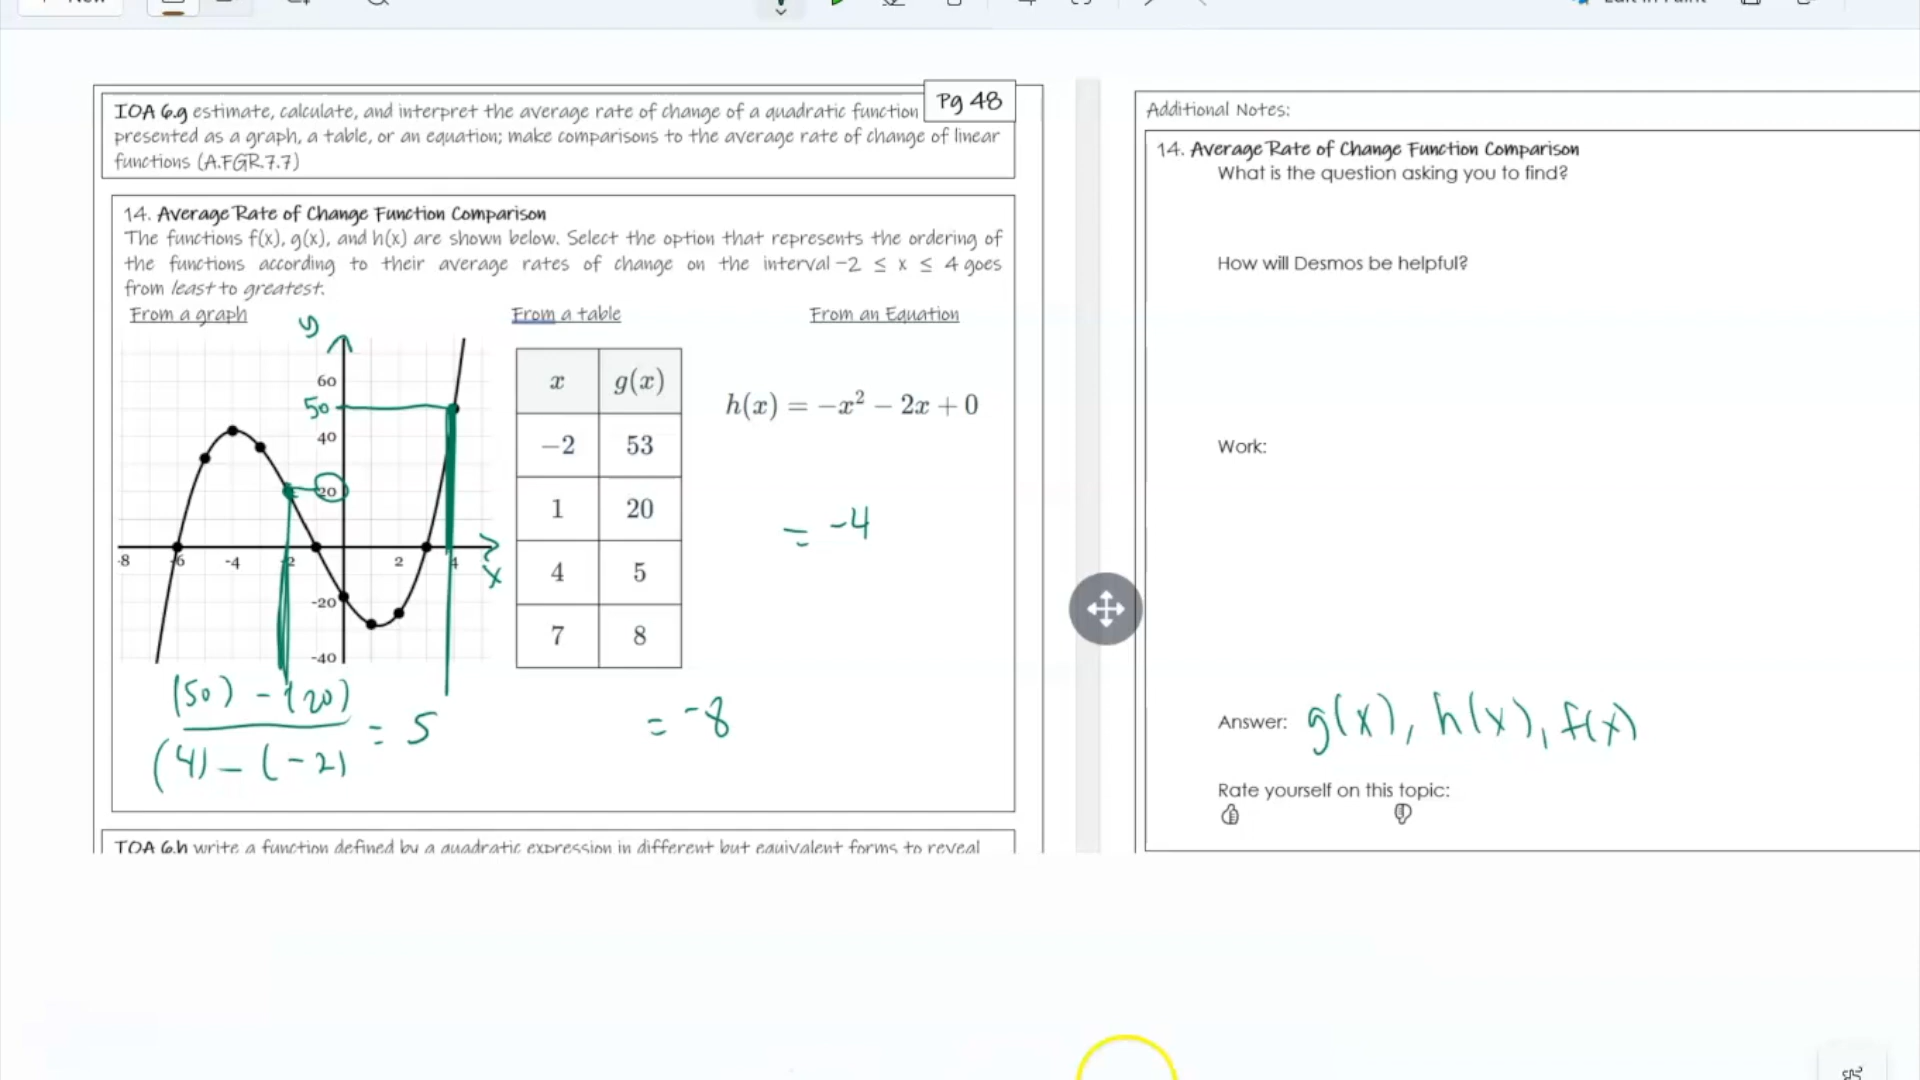 Pg 48
IOA 6.g estimate, calculate, and interpret the average rate of change of a quadratic function
presented as a graph, a table, or an equation; make comparisons to the average rate of change of linear
functions (A.FGR.7.7)
14. Average Rate of Change Function Comparison
The functions f(x), g(x), and h(x) are shown below. Select the option that represents the ordering of
the functions according to their average rates of change on the interval −2 ≤ x ≤ 4 goes
from least to greatest.
From a graph
From a table
From an Equation
y
60
50
40
20
-8 -6 -4 -2 2 4
x
-20
-40
x g(x)
−2 53
1 20
4 5
7 8
h(x) = −x² − 2x + 0
= -4
(50) - (20)
(4) - (-2)
= 5
= -8
IOA 6.h write a function defined by a quadratic expression in different but equivalent forms to reveal
Additional Notes:
14. Average Rate of Change Function Comparison
What is the question asking you to find?
How will Desmos be helpful?
Work:
Answer: g(x), h(x), f(x)
Rate yourself on this topic: